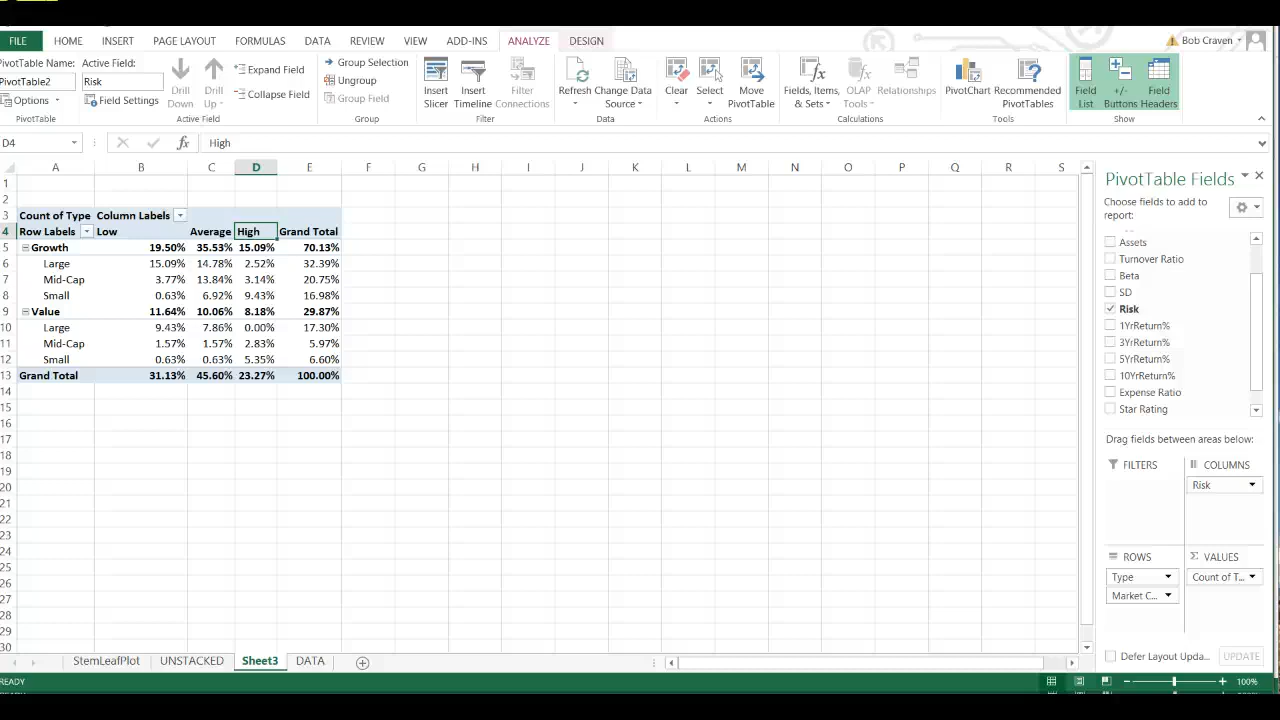 Bob Craven
FILE HOME INSERT PAGE LAYOUT FORMULAS DATA REVIEW VIEW ADD-INS ANALYZE DESIGN
PivotTable Name: Active Field:
PivotTable2 Risk
Options Field Settings
Drill Down
Drill Up
Expand Field
Collapse Field
Group Selection
Ungroup
Group Field
Insert Slicer
Insert Timeline
Filter Connections
Refresh
Change Data Source
Clear
Select
Move PivotTable
Fields, Items, & Sets
OLAP Tools
Relationships
PivotChart
Recommended PivotTables
Field List
+/- Buttons
Field Headers
PivotTable Active Field Group Filter Data Actions Calculations Tools Show
D4 fx High
A B C D E F G H I J K L M N O P Q R S
1
2
3 Count of Type Column Labels
4 Row Labels Low Average High Grand Total
5 Growth 19.50% 35.53% 15.09% 70.13%
6 Large 15.09% 14.78% 2.52% 32.39%
7 Mid-Cap 3.77% 13.84% 3.14% 20.75%
8 Small 0.63% 6.92% 9.43% 16.98%
9 Value 11.64% 10.06% 8.18% 29.87%
10 Large 9.43% 7.86% 0.00% 17.30%
11 Mid-Cap 1.57% 1.57% 2.83% 5.97%
12 Small 0.63% 0.63% 5.35% 6.60%
13 Grand Total 31.13% 45.60% 23.27% 100.00%
14
15
16
17
18
19
20
21
22
23
24
25
26
27
28
29
30
PivotTable Fields
Choose fields to add to
report:
Assets
Turnover Ratio
Beta
SD
Risk
1YrReturn%
3YrReturn%
5YrReturn%
10YrReturn%
Expense Ratio
Star Rating
Drag fields between areas below:
FILTERS COLUMNS
Risk
ROWS Σ VALUES
Type Count of T...
Market C...
Defer Layout Upda... UPDATE
StemLeafPlot UNSTACKED Sheet3 DATA
READY 100%